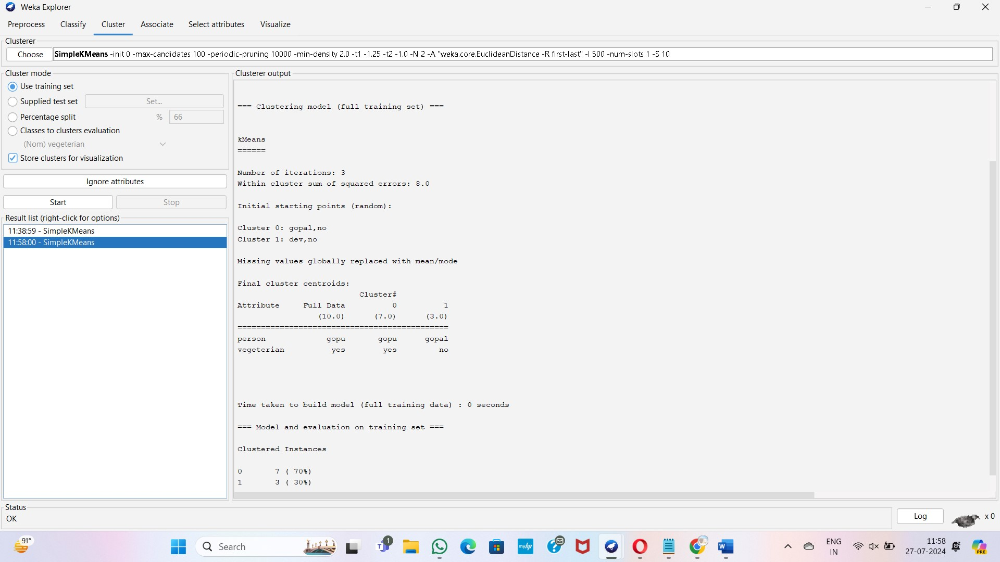 Weka Explorer
Preprocess Classify Cluster Associate Select attributes Visualize
Clusterer
Choose SimpleKMeans -init 0 -max-candidates 100 -periodic-pruning 10000 -min-density 2.0 -t1 -1.25 -t2 -1.0 -N 2 -A "weka.core.EuclideanDistance -R first-last" -I 500 -num-slots 1 -S 10
Cluster mode
Use training set
Supplied test set Set...
Percentage split % 66
Classes to clusters evaluation
(Nom) vegeterian
Store clusters for visualization
Ignore attributes
Start Stop
Result list (right-click for options)
11:38:59 - SimpleKMeans
11:58:00 - SimpleKMeans
Clusterer output
=== Clustering model (full training set) ===
kMeans
======
Number of iterations: 3
Within cluster sum of squared errors: 8.0
Initial starting points (random):
Cluster 0: gopal,no
Cluster 1: dev,no
Missing values globally replaced with mean/mode
Final cluster centroids:
Cluster#
Attribute Full Data 0 1
(10.0) (7.0) (3.0)
=============================================
person gopu gopu gopal
vegeterian yes yes no
Time taken to build model (full training data) : 0 seconds
=== Model and evaluation on training set ===
Clustered Instances
0 7 ( 70%)
1 3 ( 30%)
Status
OK
Log x 0
91° Search 1 myhp ENG 11:58
IN 27-07-2024 PRE